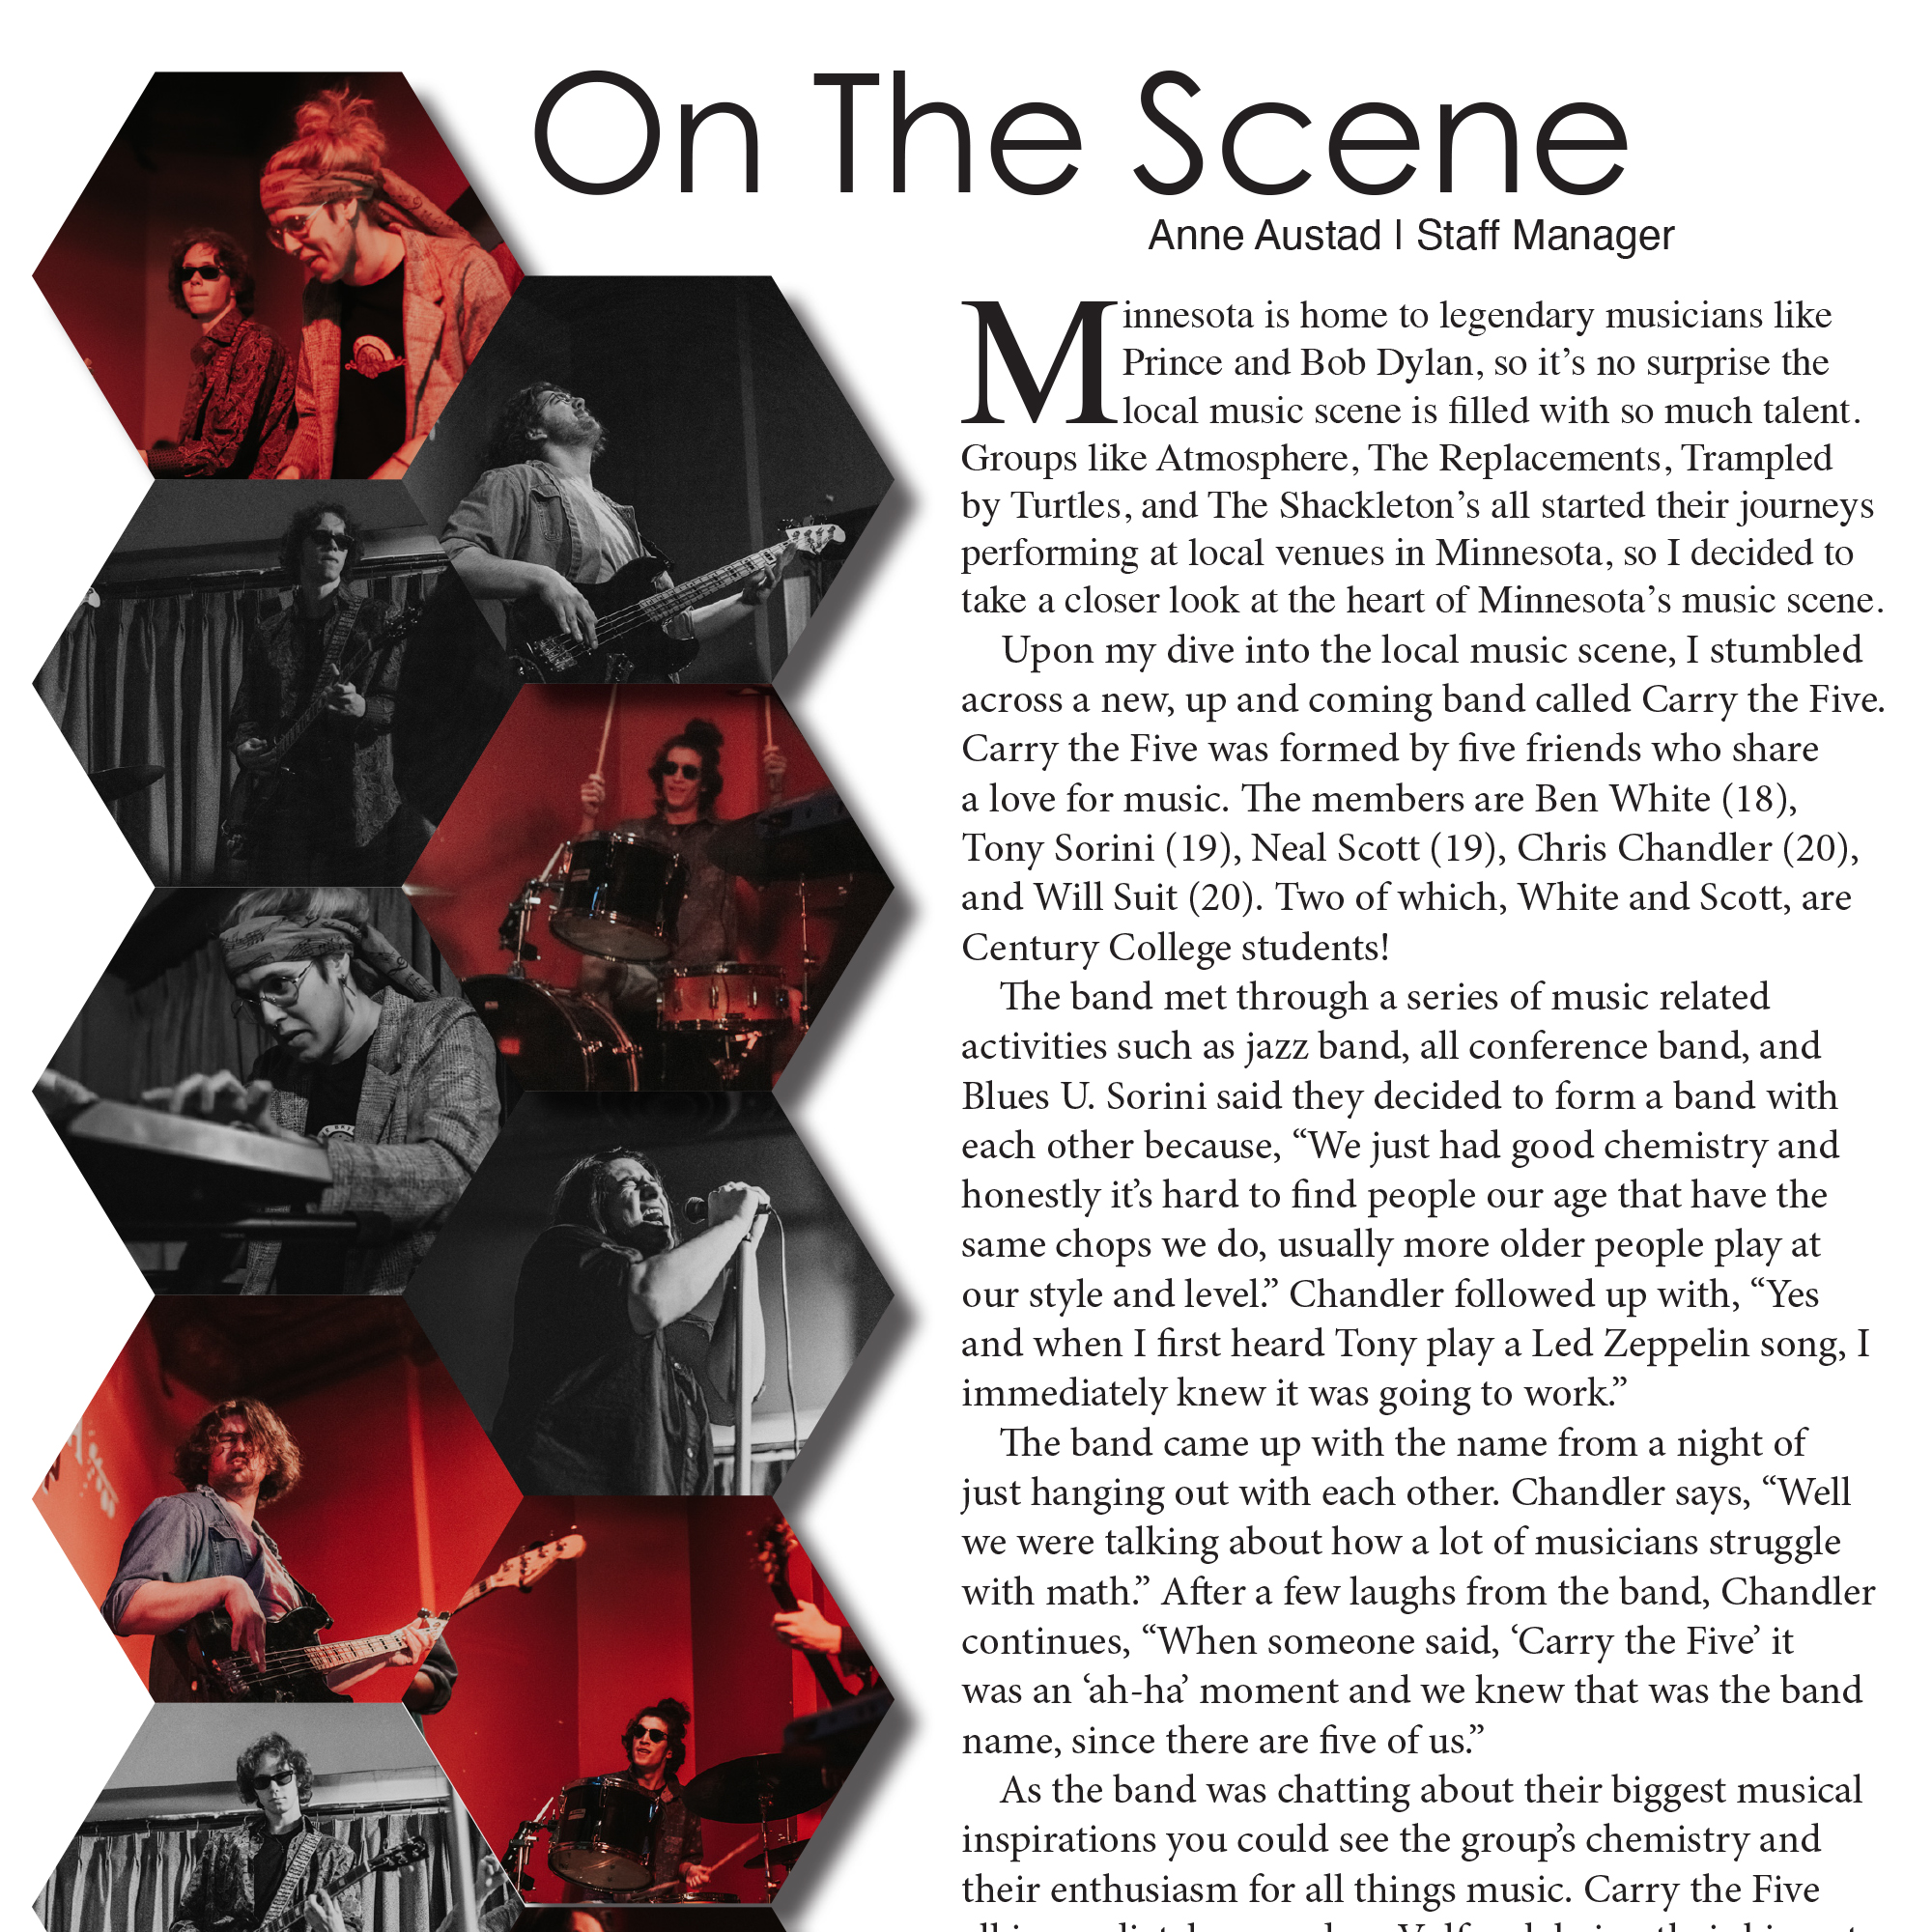 On The Scene
Anne Austad | Staff Manager
Minnesota is home to legendary musicians like
Prince and Bob Dylan, so it’s no surprise the
local music scene is filled with so much talent.
Groups like Atmosphere, The Replacements, Trampled
by Turtles, and The Shackleton’s all started their journeys
performing at local venues in Minnesota, so I decided to
take a closer look at the heart of Minnesota’s music scene.
Upon my dive into the local music scene, I stumbled
across a new, up and coming band called Carry the Five.
Carry the Five was formed by five friends who share
a love for music. The members are Ben White (18),
Tony Sorini (19), Neal Scott (19), Chris Chandler (20),
and Will Suit (20). Two of which, White and Scott, are
Century College students!
The band met through a series of music related
activities such as jazz band, all conference band, and
Blues U. Sorini said they decided to form a band with
each other because, “We just had good chemistry and
honestly it’s hard to find people our age that have the
same chops we do, usually more older people play at
our style and level.” Chandler followed up with, “Yes
and when I first heard Tony play a Led Zeppelin song, I
immediately knew it was going to work.”
The band came up with the name from a night of
just hanging out with each other. Chandler says, “Well
we were talking about how a lot of musicians struggle
with math.” After a few laughs from the band, Chandler
continues, “When someone said, ‘Carry the Five’ it
was an ‘ah-ha’ moment and we knew that was the band
name, since there are five of us.”
As the band was chatting about their biggest musical
inspirations you could see the group’s chemistry and
their enthusiasm for all things music. Carry the Five